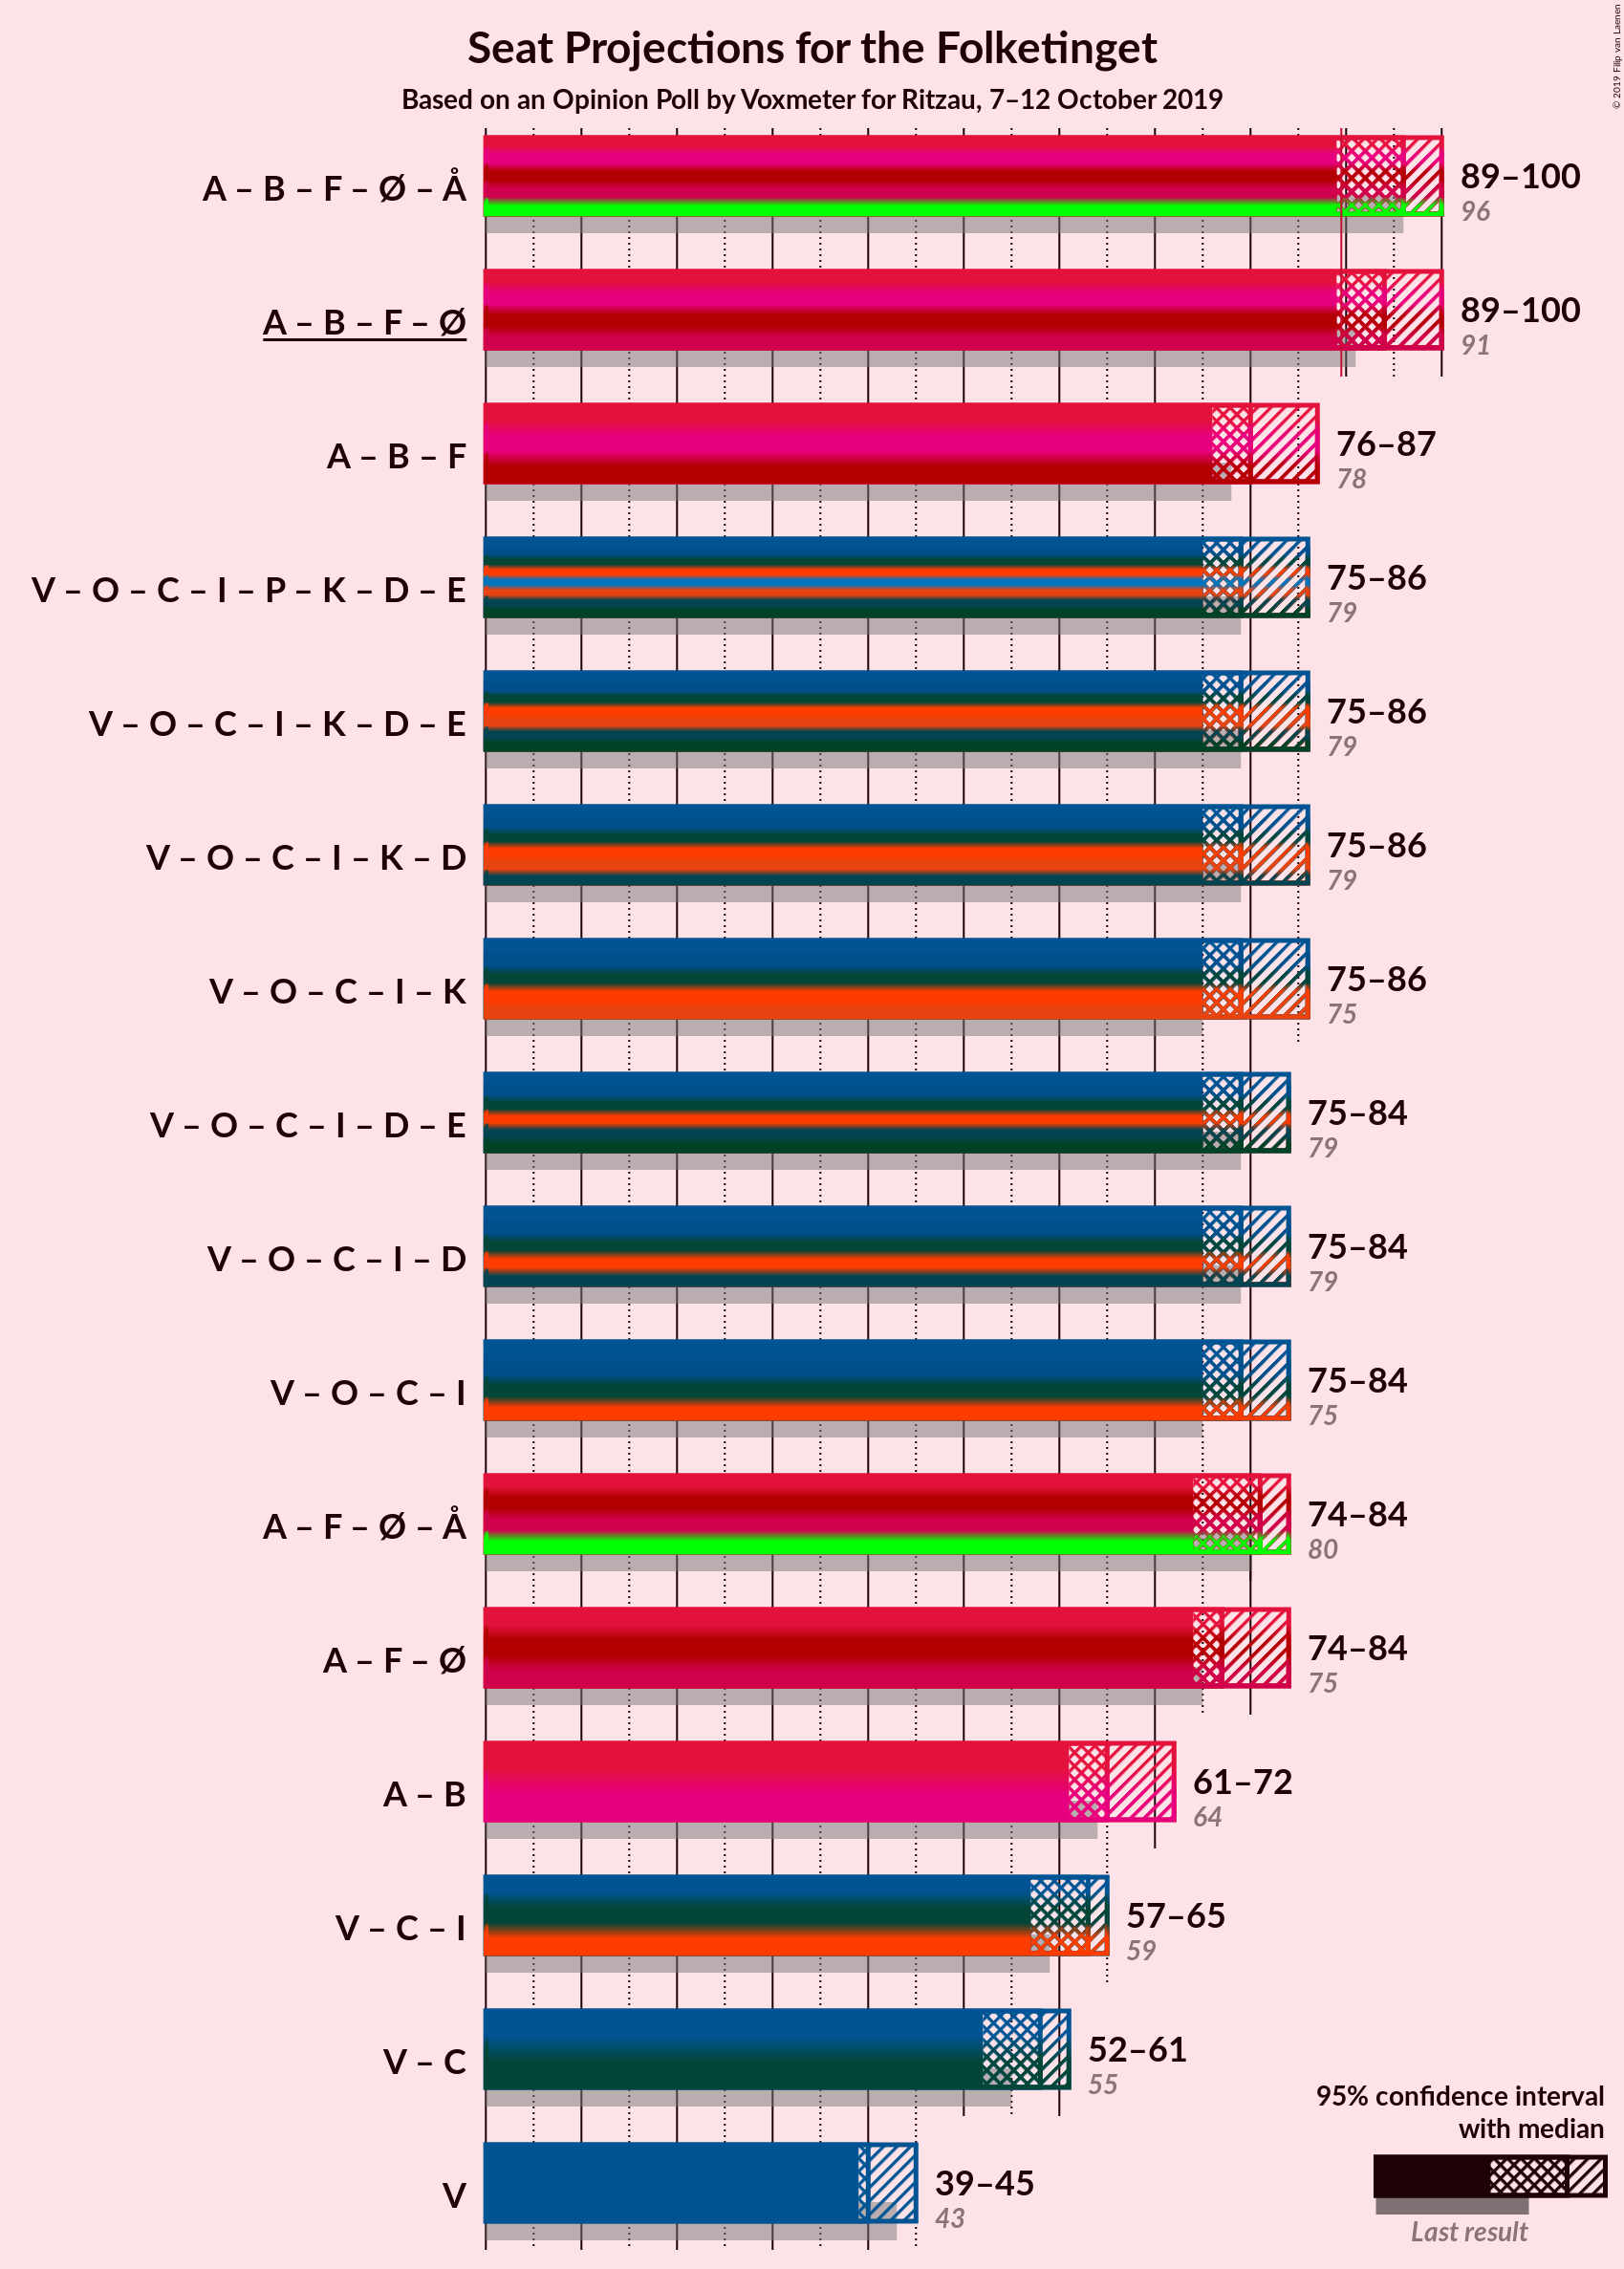 Seat Projections for the Folketinget
Based on an Opinion Poll by Voxmeter for Ritzau, 7–12 October 2019
© 2019 Filip van Laenen
A – B – F – Ø – Å
89–100
96
A – B – F – Ø
89–100
91
A – B – F
76–87
78
V – O – C – I – P – K – D – E
75–86
79
V – O – C – I – K – D – E
75–86
79
V – O – C – I – K – D
75–86
79
V – O – C – I – K
75–86
75
V – O – C – I – D – E
75–84
79
V – O – C – I – D
75–84
79
V – O – C – I
75–84
75
A – F – Ø – Å
74–84
80
A – F – Ø
74–84
75
A – B
61–72
64
V – C – I
57–65
59
V – C
52–61
55
V
39–45
43
95% confidence interval
with median
Last result